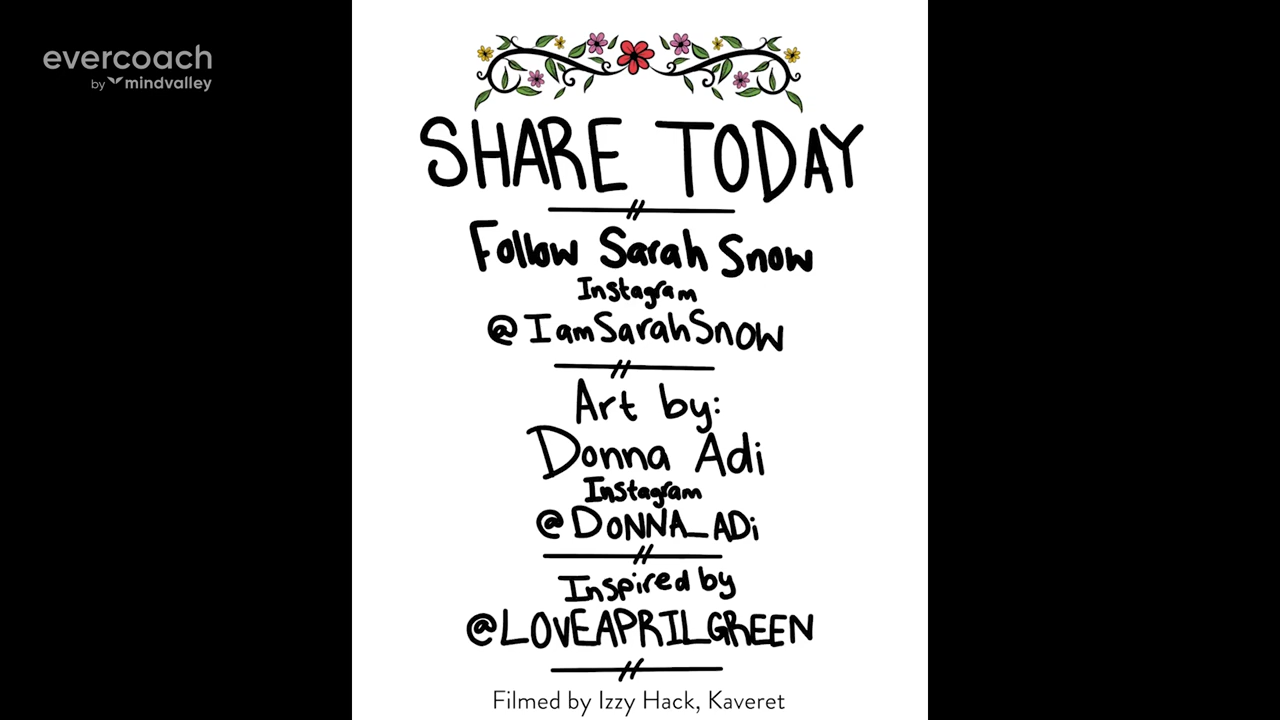 evercoach
by mindvalley
SHARE TODAY
Follow Sarah Snow
Instagram
@IamSarahSnow
Art by:
Donna Adi
Instagram
@DONNA_ADi
Inspired by
@LOVEAPRILGREEN
Filmed by Izzy Hack, Kaveret